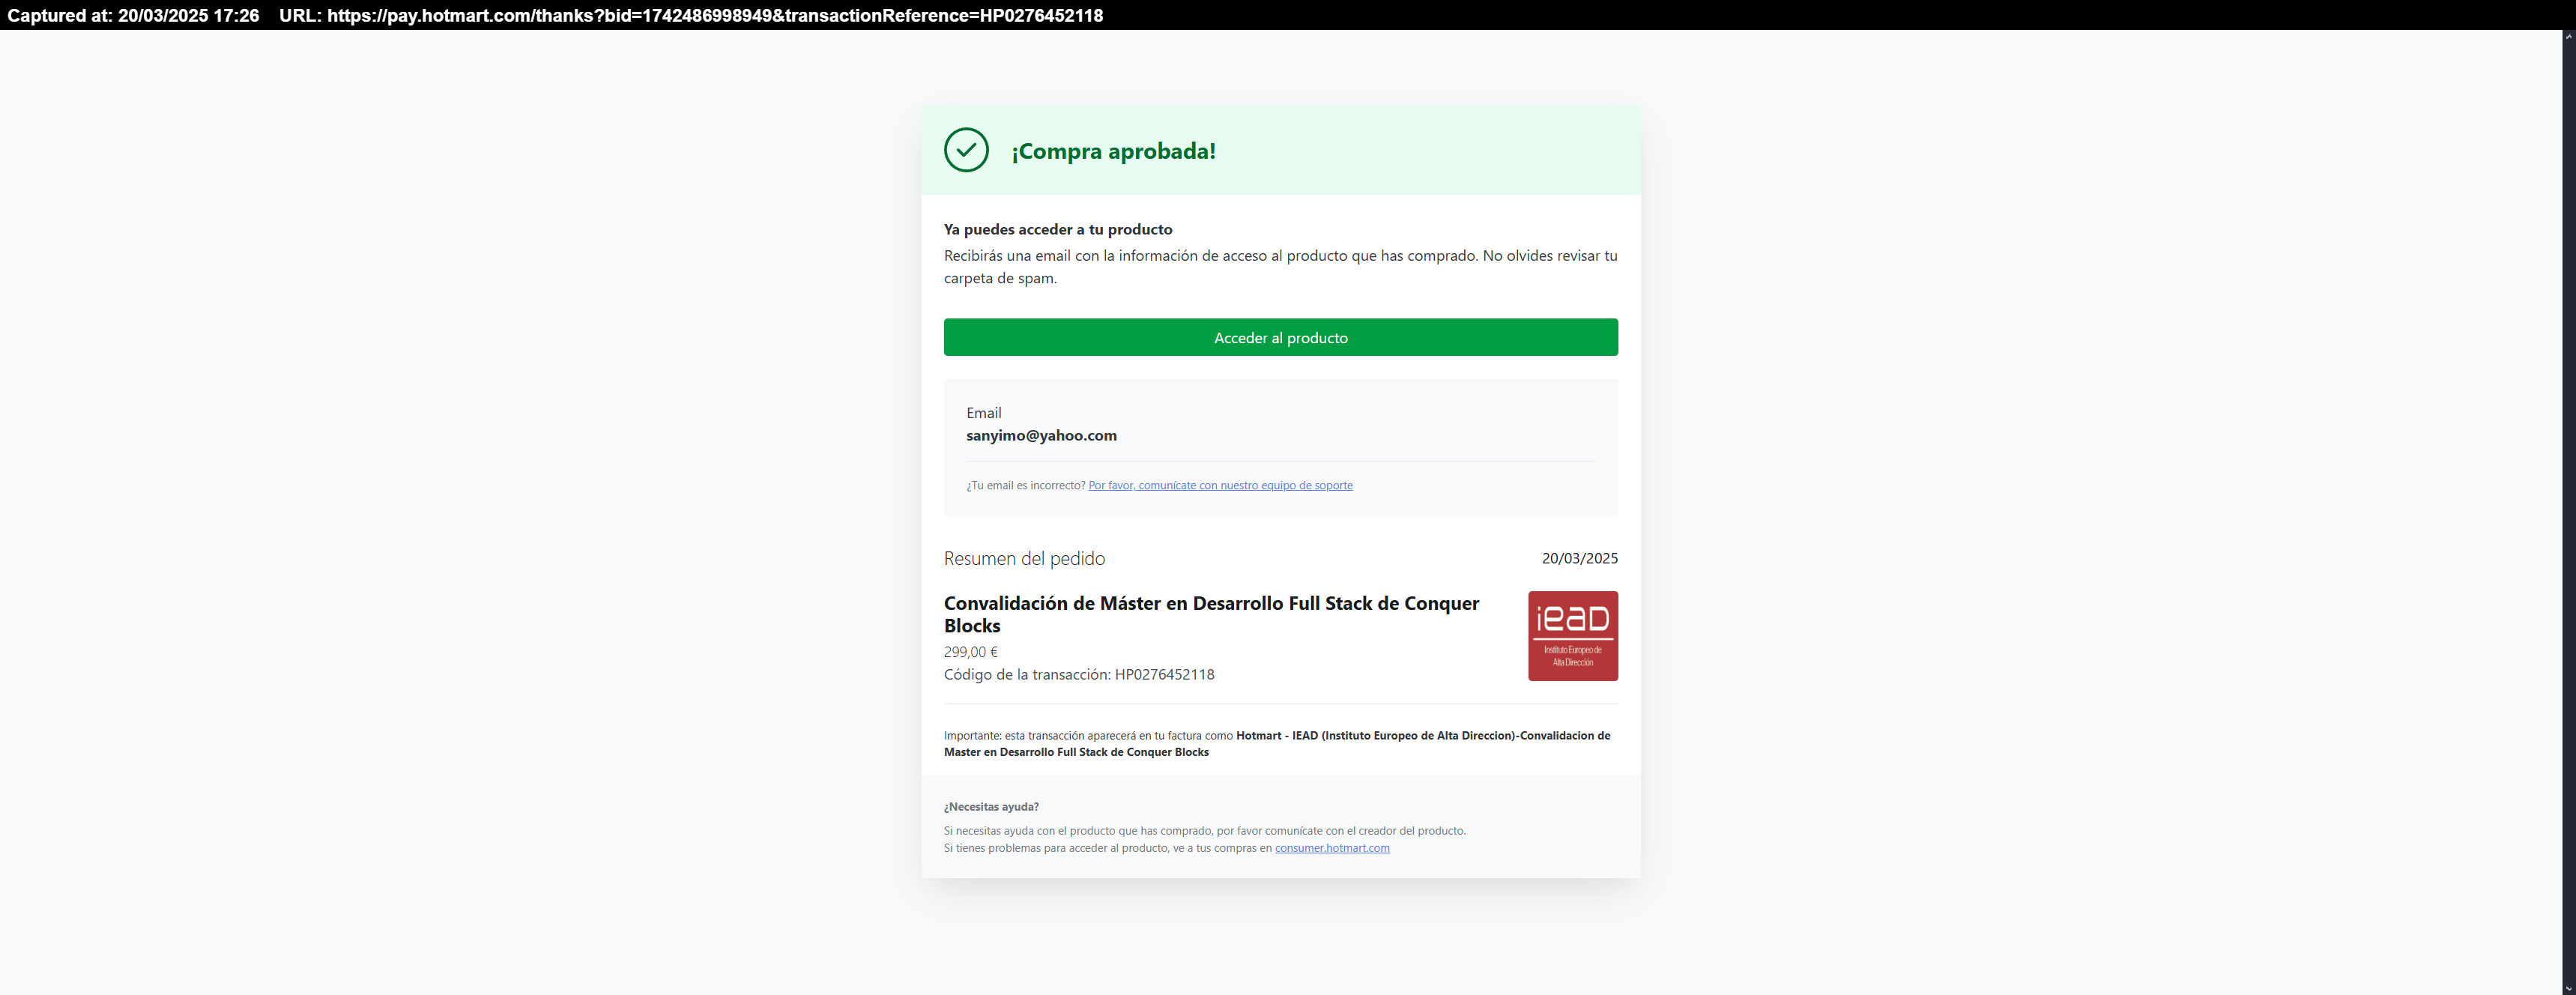 Captured at: 20/03/2025 17:26 URL: https://pay.hotmart.com/thanks?bid=1742486998949&transactionReference=HP0276452118
¡Compra aprobada!
Ya puedes acceder a tu producto
Recibirás una email con la información de acceso al producto que has comprado. No olvides revisar tu
carpeta de spam.
Acceder al producto
Email
sanyimo@yahoo.com
¿Tu email es incorrecto? Por favor, comunícate con nuestro equipo de soporte
Resumen del pedido 20/03/2025
Convalidación de Máster en Desarrollo Full Stack de Conquer
Blocks
299,00 €
Código de la transacción: HP0276452118
iead
Instituto Europeo de
Alta Dirección
Importante: esta transacción aparecerá en tu factura como Hotmart - IEAD (Instituto Europeo de Alta Direccion)-Convalidacion de
Master en Desarrollo Full Stack de Conquer Blocks
¿Necesitas ayuda?
Si necesitas ayuda con el producto que has comprado, por favor comunícate con el creador del producto.
Si tienes problemas para acceder al producto, ve a tus compras en consumer.hotmart.com